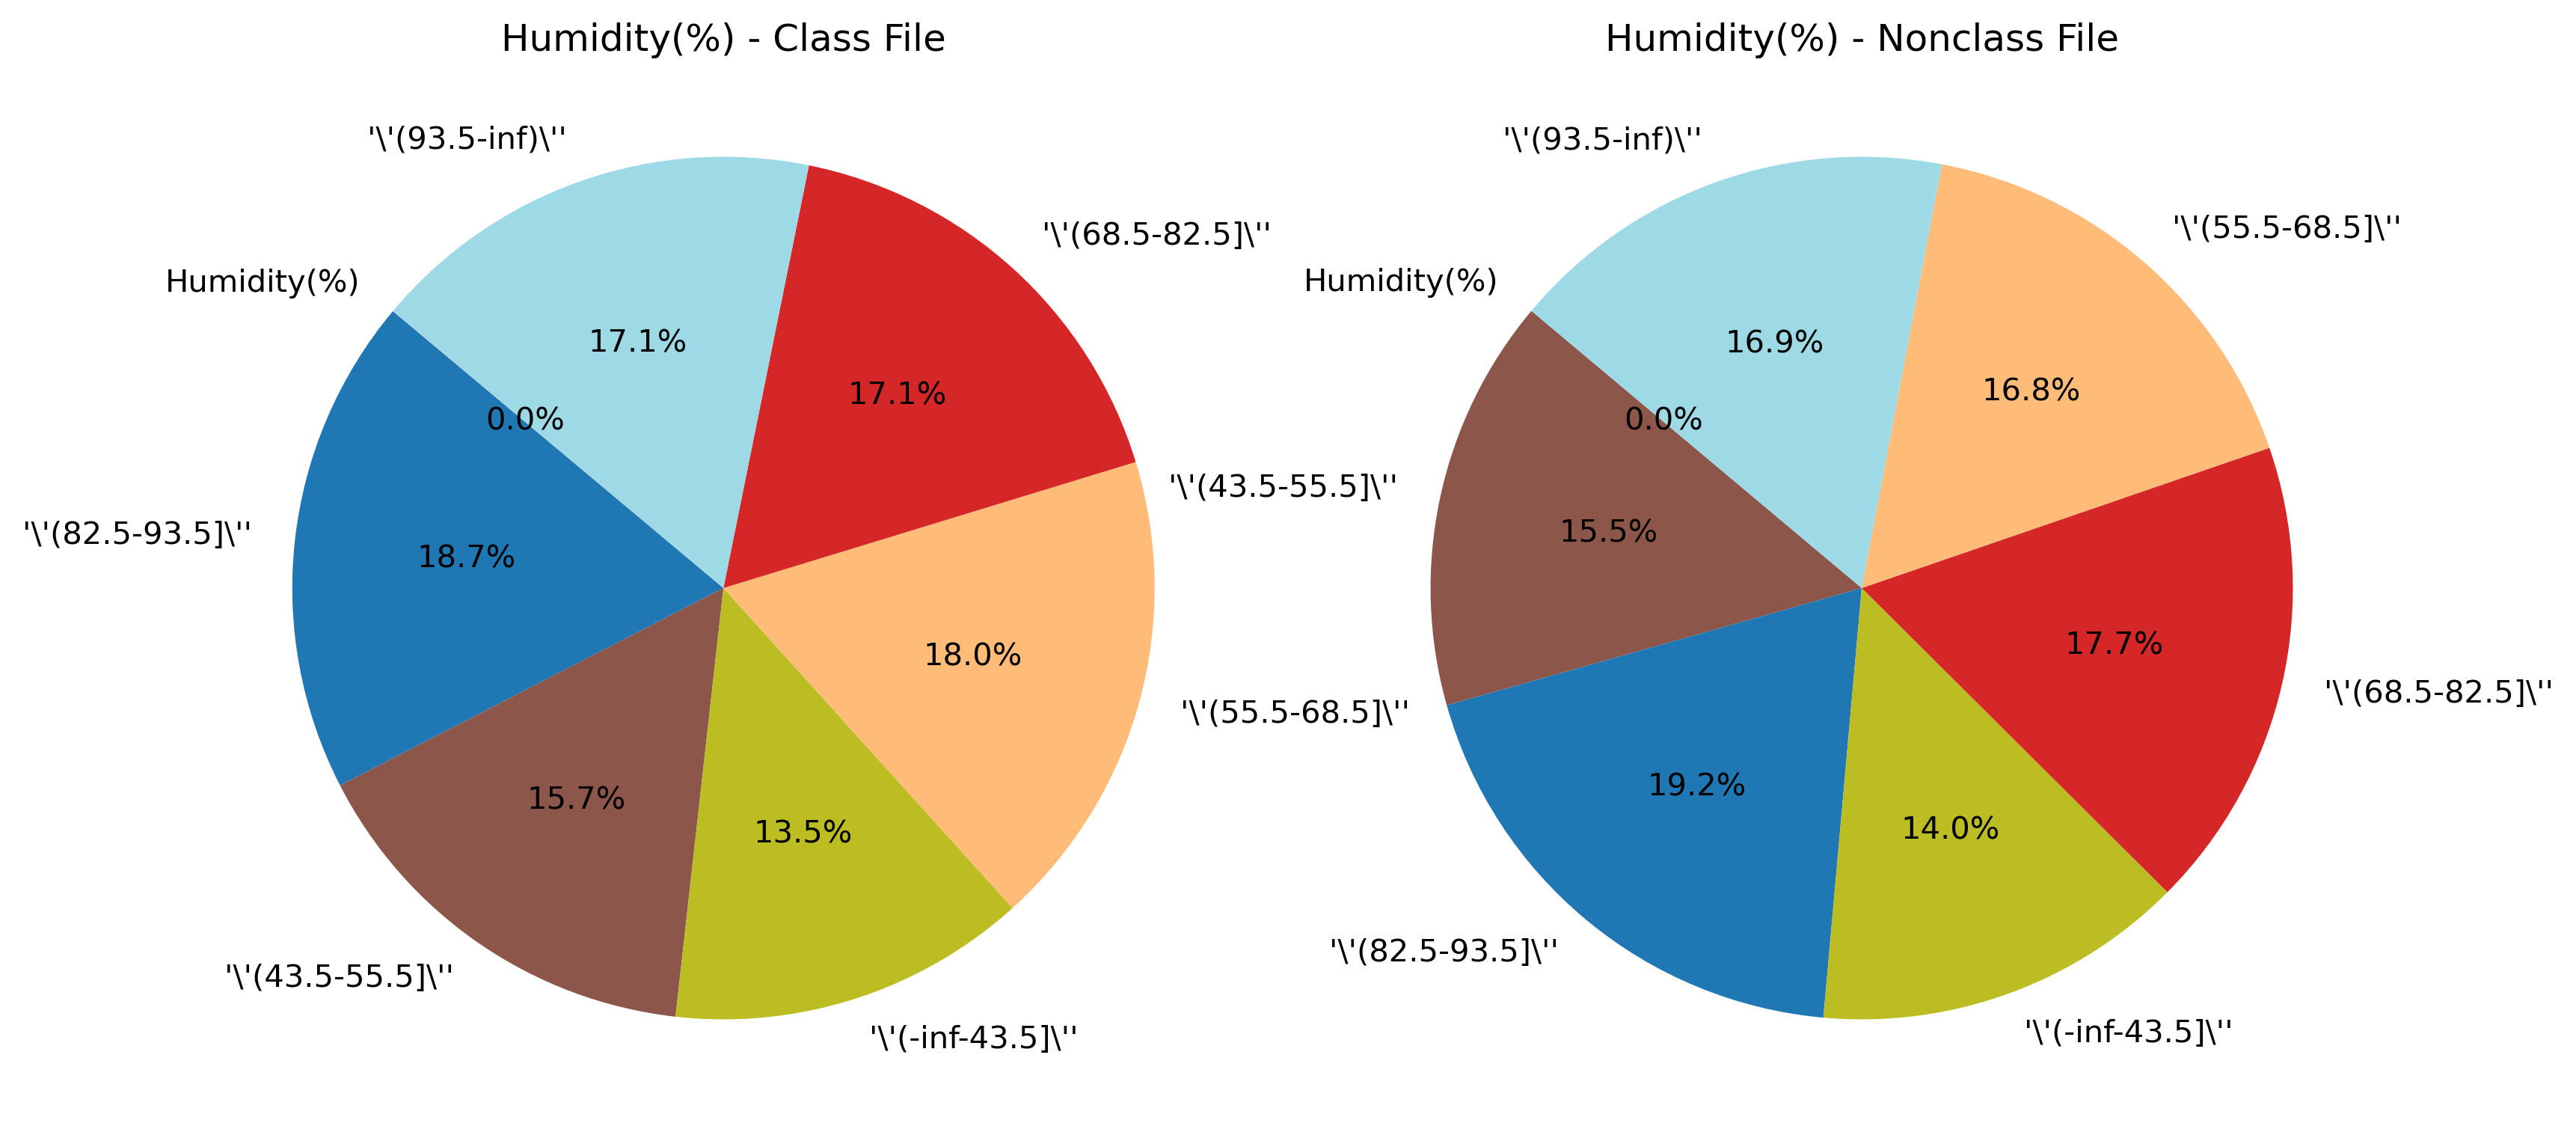 Humidity(%) - Class File
'\'(93.5-inf)\''
'\'(68.5-82.5]\''
Humidity(%)
17.1%
17.1%
0.0%
'\'(82.5-93.5]\''
18.7%
18.0%
'\'(55.5-68.5]\''
15.7%
13.5%
'\'(43.5-55.5]\''
'\'(-inf-43.5]\''
Humidity(%) - Nonclass File
'\'(93.5-inf)\''
'\'(55.5-68.5]\''
Humidity(%)
16.9%
16.8%
0.0%
'\'(43.5-55.5]\''
15.5%
17.7%
'\'(68.5-82.5]\''
19.2%
14.0%
'\'(82.5-93.5]\''
'\'(-inf-43.5]\''